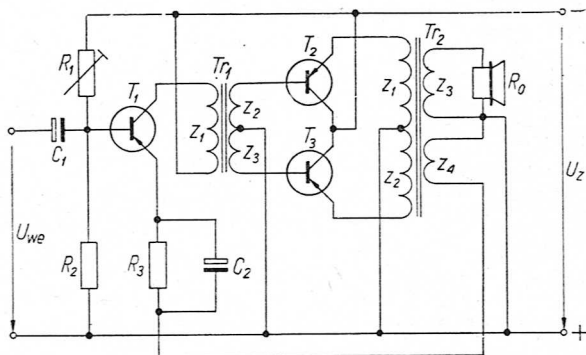 R1
C1
Uwe
R2
T1
R3
C2
Tr1
Z1
Z2
Z3
T2
T3
Tr2
Z1
Z2
Z3
Z4
Ro
Uz
−
+